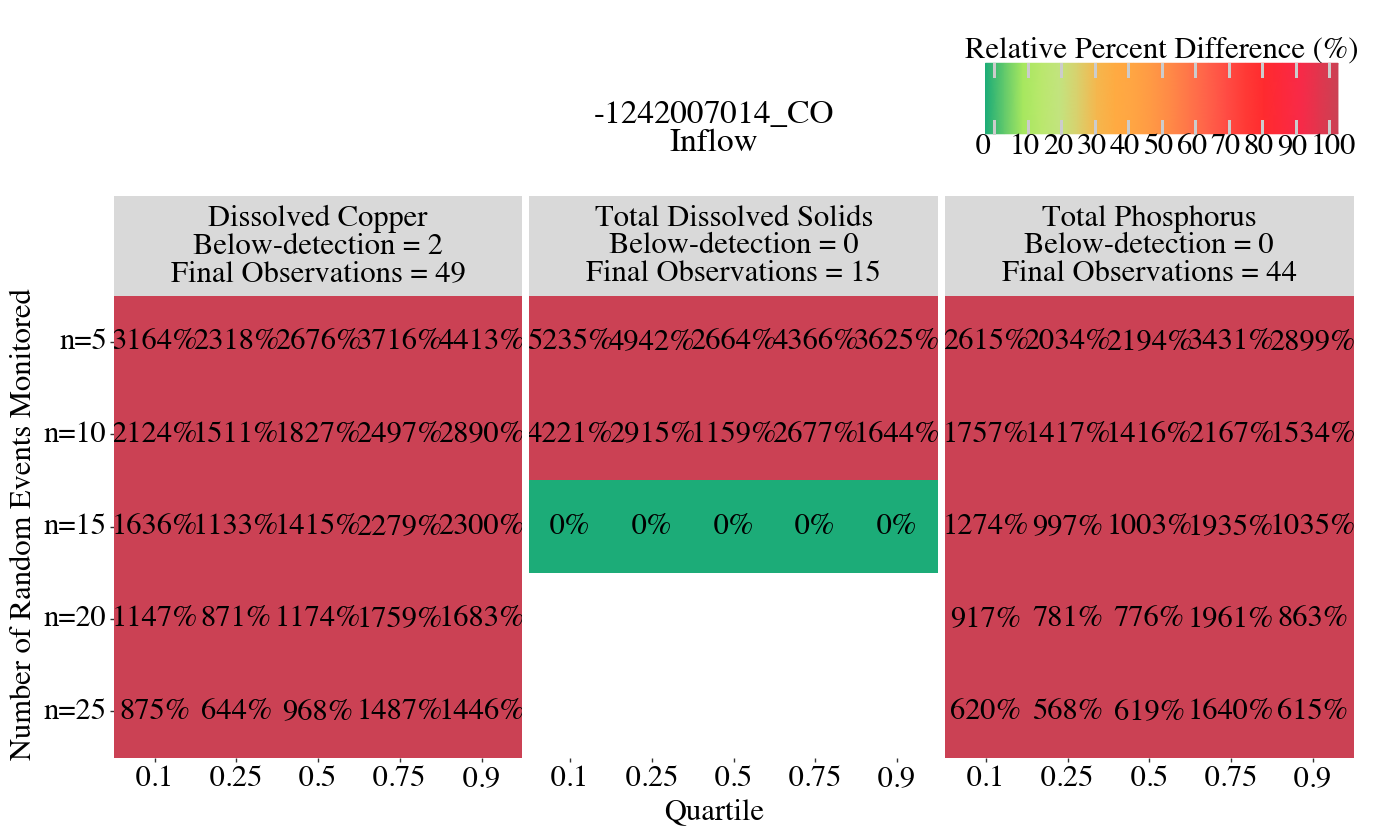 Relative Percent Difference (%)
0 10 20 30 40 50 60 70 80 90 100
-1242007014_CO
Inflow
Dissolved Copper
Below-detection = 2
Final Observations = 49
Total Dissolved Solids
Below-detection = 0
Final Observations = 15
Total Phosphorus
Below-detection = 0
Final Observations = 44
Number of Random Events Monitored
n=5 3164% 2318% 2676% 3716% 4413% 5235% 4942% 2664% 4366% 3625% 2615% 2034% 2194% 3431% 2899%
n=10 2124% 1511% 1827% 2497% 2890% 4221% 2915% 1159% 2677% 1644% 1757% 1417% 1416% 2167% 1534%
n=15 1636% 1133% 1415% 2279% 2300% 0% 0% 0% 0% 0% 1274% 997% 1003% 1935% 1035%
n=20 1147% 871% 1174% 1759% 1683% 917% 781% 776% 1961% 863%
n=25 875% 644% 968% 1487% 1446% 620% 568% 619% 1640% 615%
0.1 0.25 0.5 0.75 0.9 0.1 0.25 0.5 0.75 0.9 0.1 0.25 0.5 0.75 0.9
Quartile